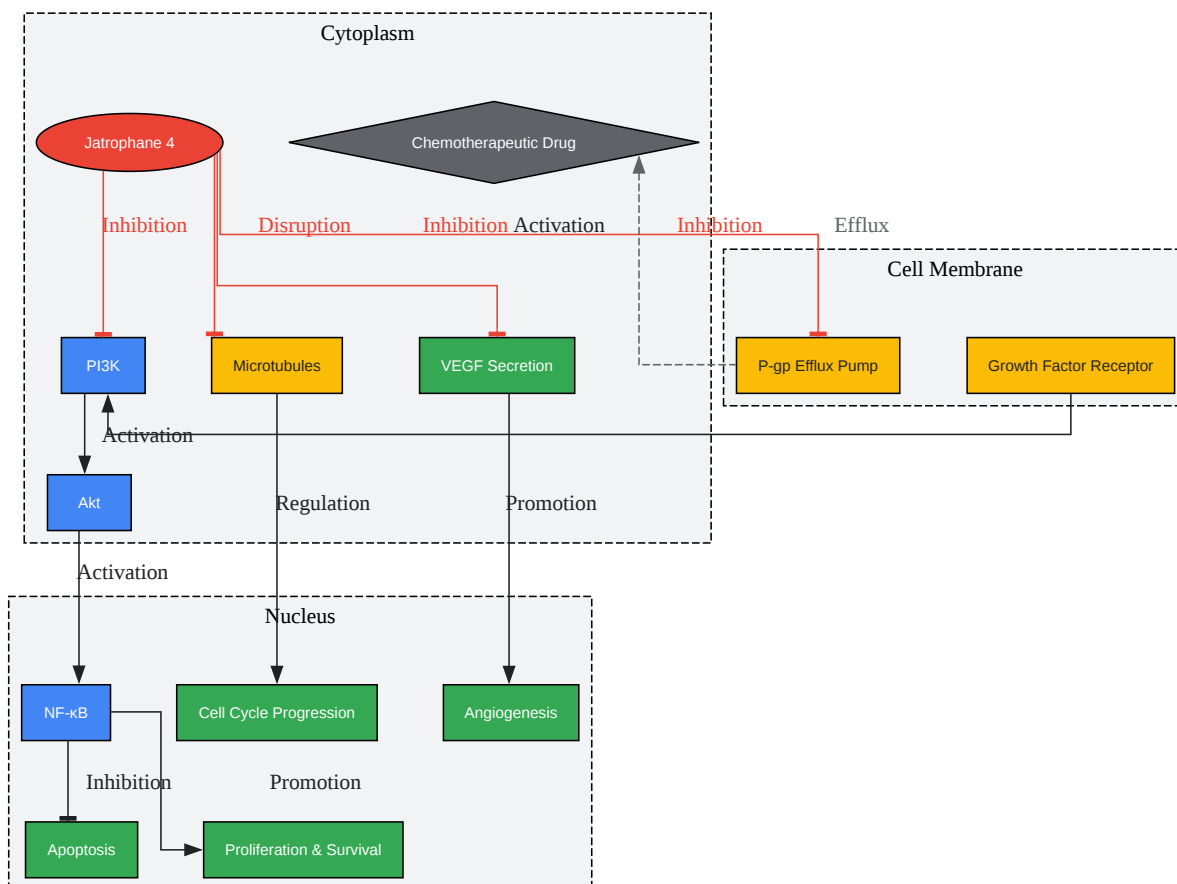 Cytoplasm
Jatrophane 4
Chemotherapeutic Drug
Inhibition
Disruption
Inhibition
Activation
Inhibition
Efflux
Cell Membrane
PI3K
Microtubules
VEGF Secretion
P-gp Efflux Pump
Growth Factor Receptor
Activation
Akt
Regulation
Promotion
Activation
Nucleus
NF-κB
Cell Cycle Progression
Angiogenesis
Inhibition
Promotion
Apoptosis
Proliferation & Survival